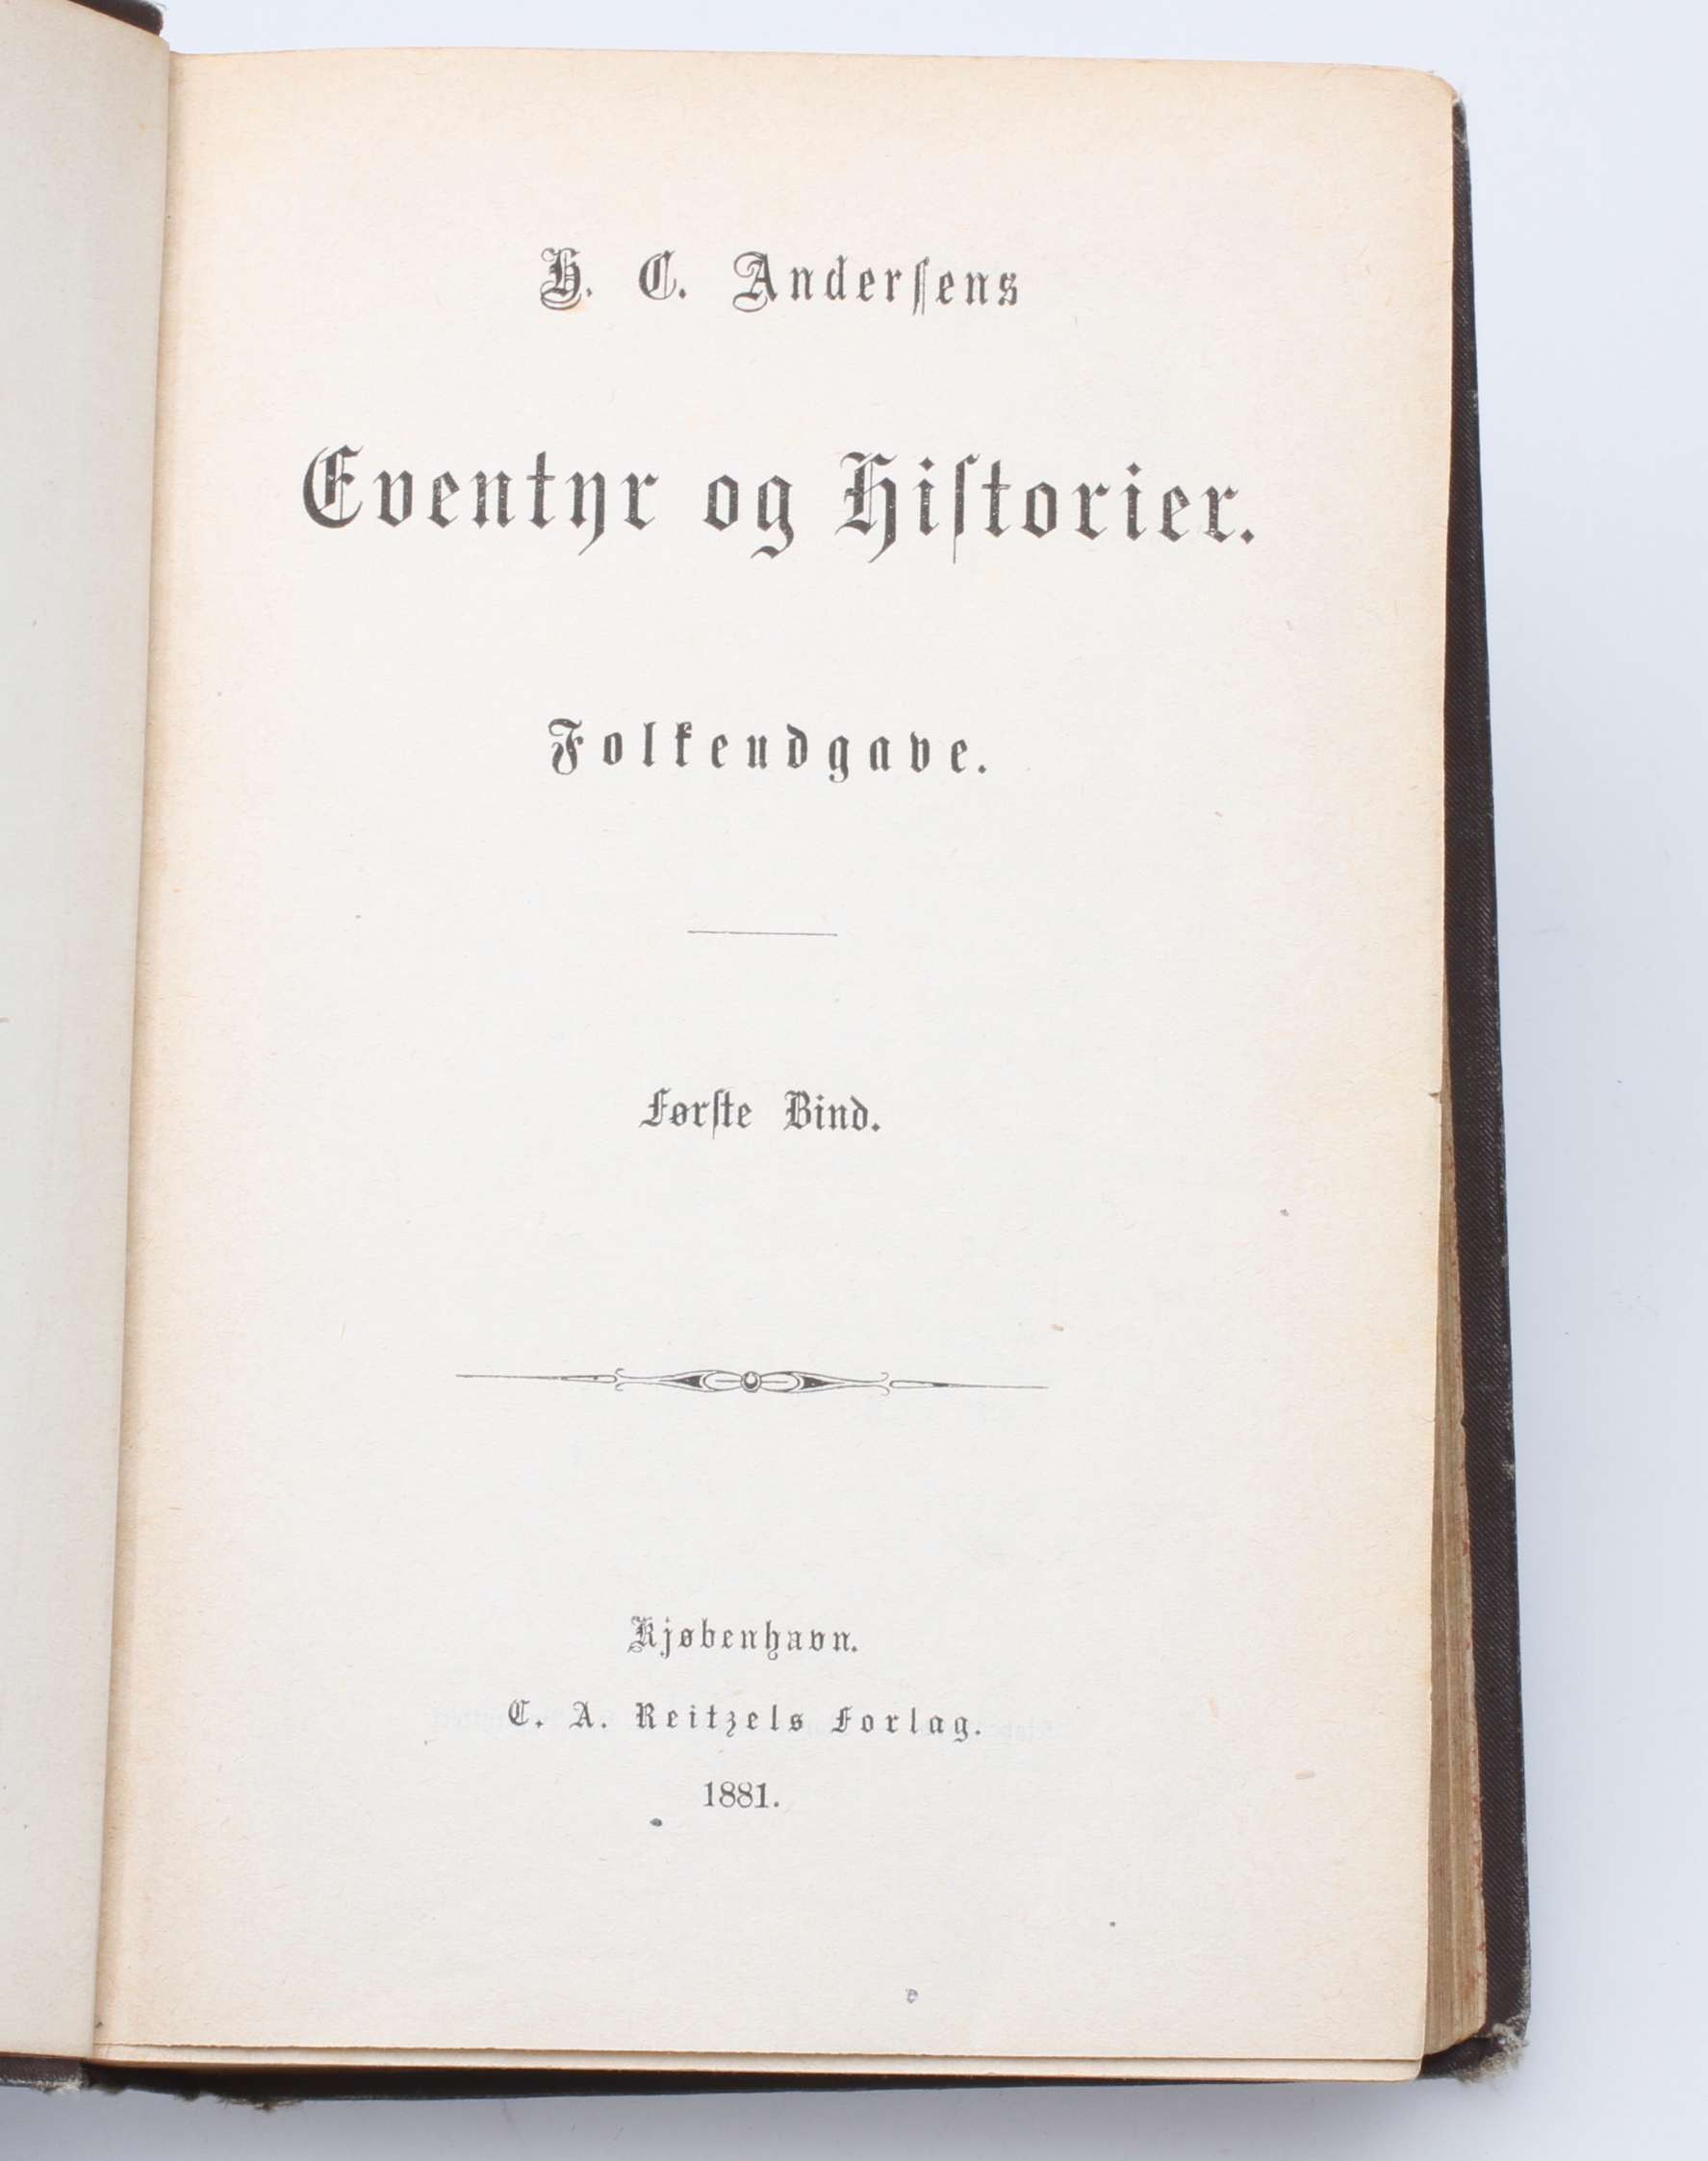 H. C. Anderſens
Eventyr og Hiſtorier.
Folkeudgave.
Førſte Bind.
Kjøbenhavn.
C. A. Reitzels Forlag.
1881.